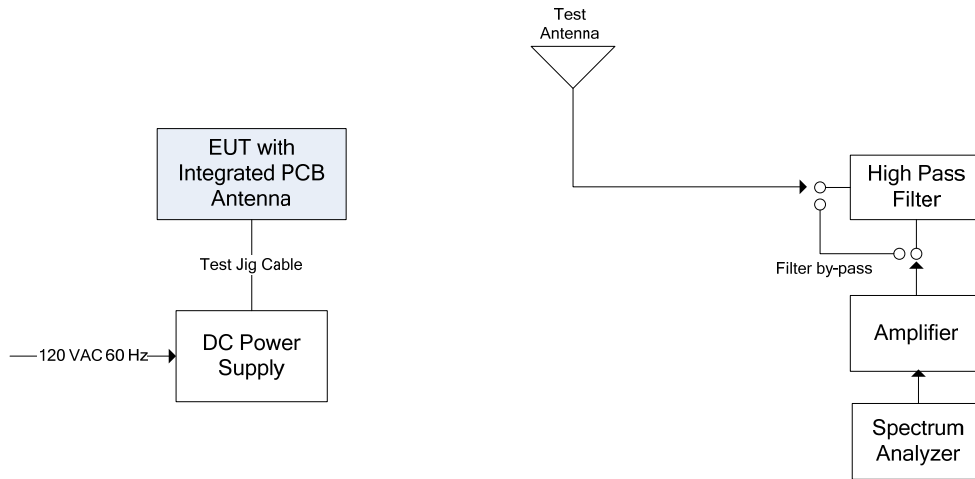 Test
Antenna
EUT with
Integrated PCB
Antenna
High Pass
Filter
Test Jig Cable
Filter by-pass
DC Power
Supply
120 VAC 60 Hz
Amplifier
Spectrum
Analyzer